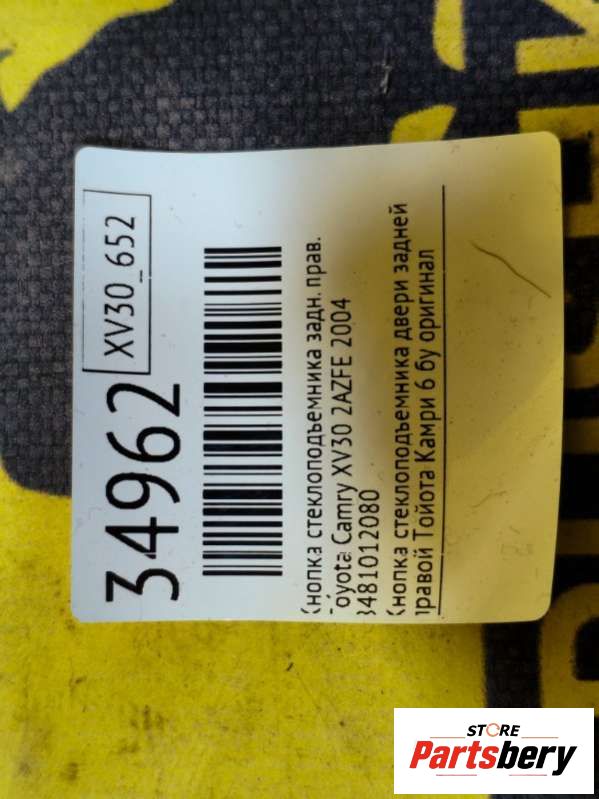 34962
XV30_652
Кнопка стеклоподъемника задн. прав.
Toyota Camry XV30 2AZFE 2004
8481012080
Кнопка стеклоподъемника двери задней
правой Тойота Камри 6 бу оригинал
STORE
Partsbery